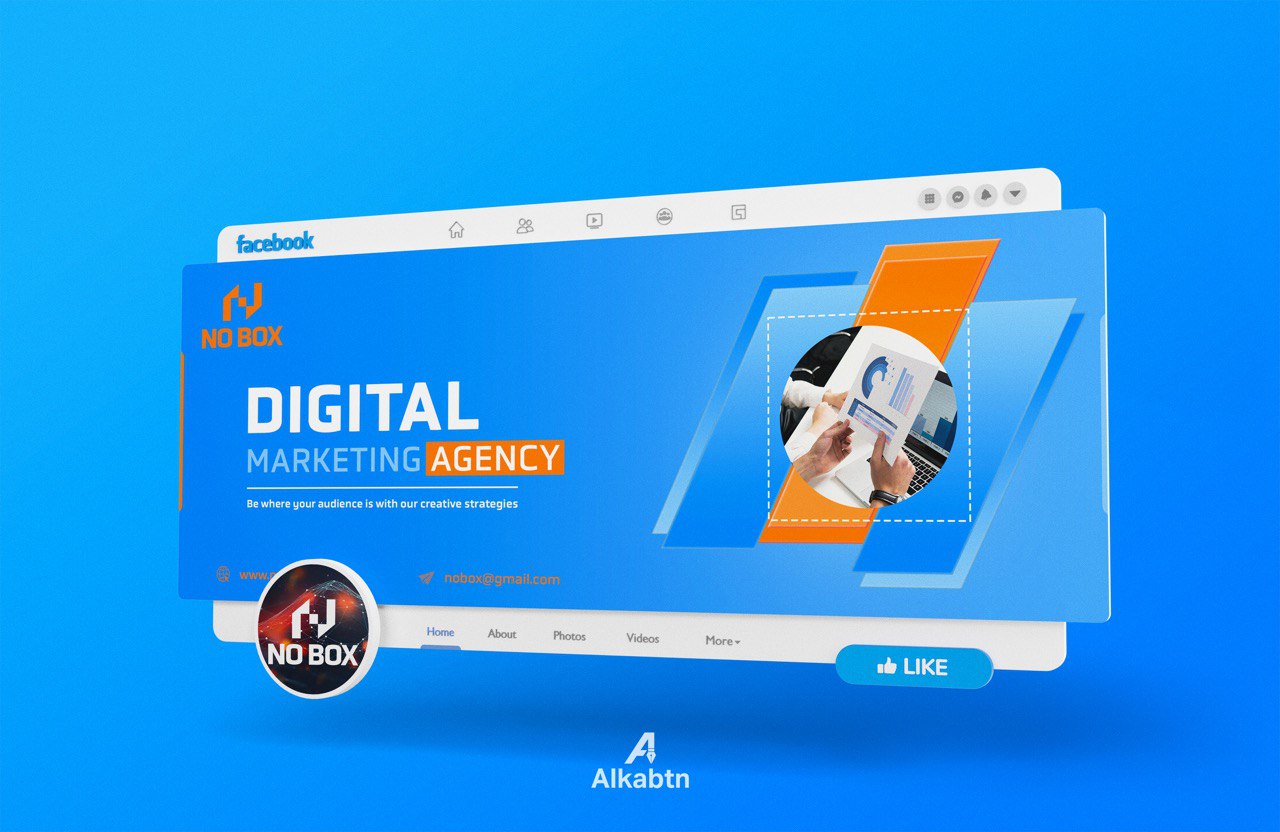 facebook
NO BOX
DIGITAL
MARKETING AGENCY
Be where your audience is with our creative strategies
nobox@gmail.com
NO BOX
Home About Photos Videos More
LIKE
Alkabtn